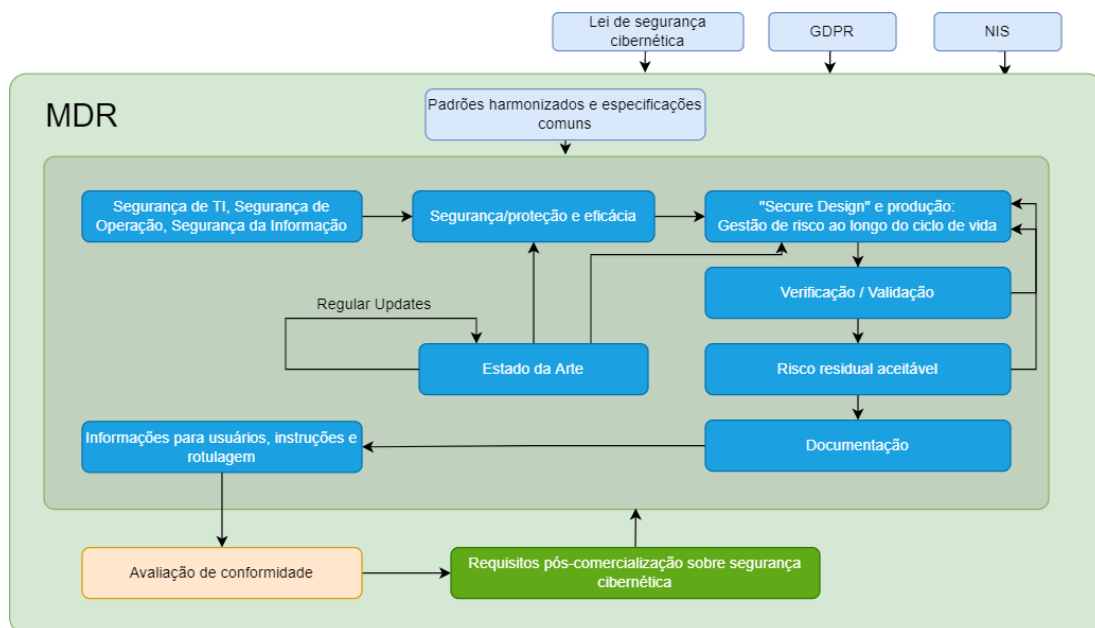 Lei de segurança
cibernética
GDPR
NIS
MDR
Padrões harmonizados e especificações
comuns
Segurança de TI, Segurança de
Operação, Segurança da Informação
Segurança/proteção e eficácia
"Secure Design" e produção:
Gestão de risco ao longo do ciclo de vida
Verificação / Validação
Regular Updates
Estado da Arte
Risco residual aceitável
Informações para usuários, instruções e
rotulagem
Documentação
Avaliação de conformidade
Requisitos pós-comercialização sobre segurança
cibernética